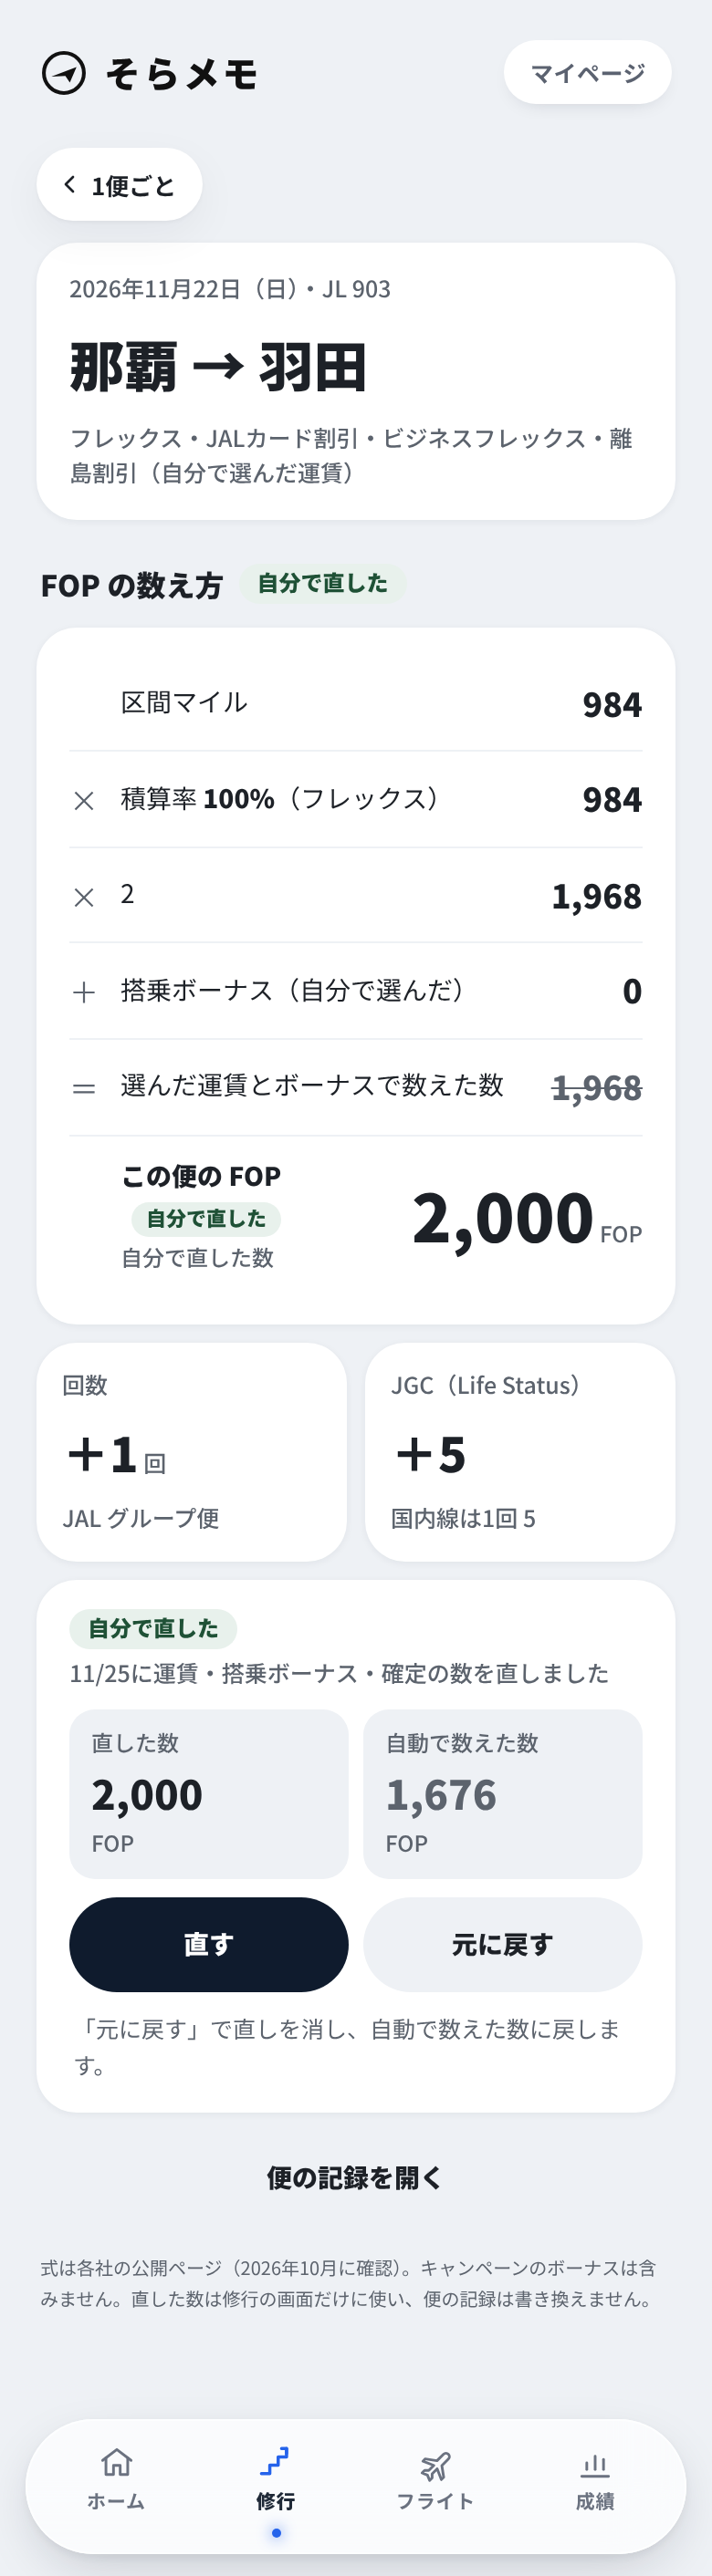 そらメモ
マイページ
1便ごと
2026年11月22日（日）・JL 903
那覇 → 羽田
フレックス・JALカード割引・ビジネスフレックス・離
島割引（自分で選んだ運賃）
FOP の数え方 自分で直した
区間マイル 984
× 積算率 100%（フレックス） 984
× 2 1,968
＋ 搭乗ボーナス（自分で選んだ） 0
＝ 選んだ運賃とボーナスで数えた数 1,968
この便の FOP
自分で直した
自分で直した数
2,000 FOP
回数
＋1 回
JAL グループ便
JGC（Life Status）
＋5
国内線は1回 5
自分で直した
11/25に運賃・搭乗ボーナス・確定の数を直しました
直した数
2,000
FOP
自動で数えた数
1,676
FOP
直す
元に戻す
「元に戻す」で直しを消し、自動で数えた数に戻しま
す。
便の記録を開く
式は各社の公開ページ（2026年10月に確認）。キャンペーンのボーナスは含
みません。直した数は修行の画面だけに使い、便の記録は書き換えません。
ホーム
修行
フライト
成績